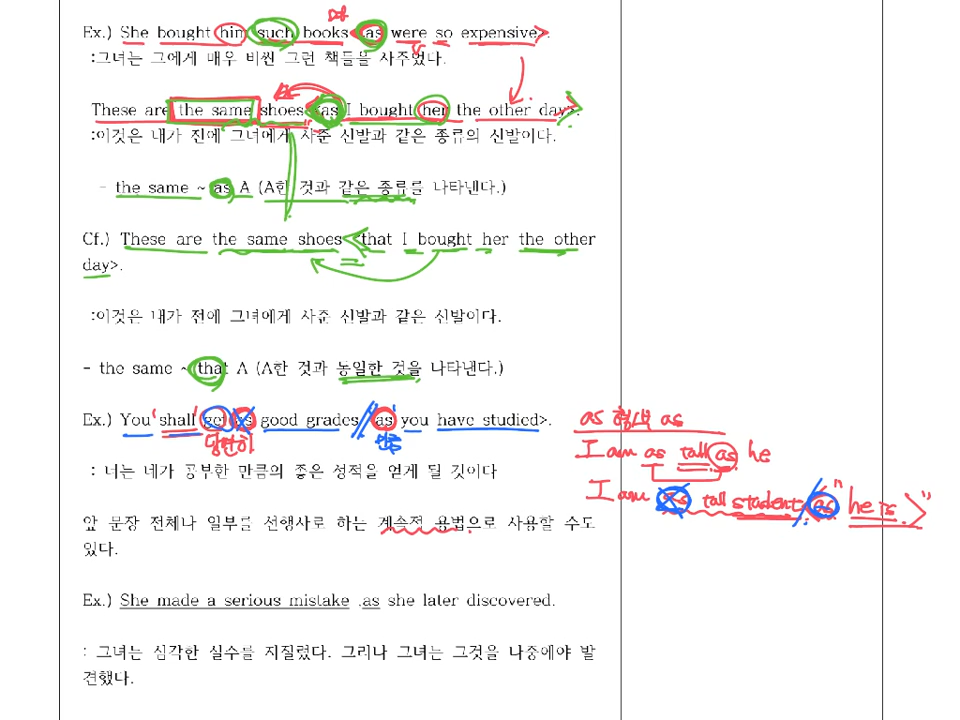 Ex.) She bought him such books <as were so expensive>.
:그녀는 그에게 매우 비싼 그런 책들을 사주었다.
These are the same shoes <as I bought her the other day>.
:이것은 내가 전에 그녀에게 사준 신발과 같은 종류의 신발이다.
- the same ~ as A (A한 것과 같은 종류를 나타낸다.)
Cf.) These are the same shoes <that I bought her the other
day>.
:이것은 내가 전에 그녀에게 사준 신발과 같은 신발이다.
- the same ~ that A (A한 것과 동일한 것을 나타낸다.)
Ex.) You shall get as good grades as you have studied>.
당연히
만큼
as 형식 as
I am as tall as he
I am as tall student as "he is"
: 너는 네가 공부한 만큼의 좋은 성적을 얻게 될 것이다
앞 문장 전체나 일부를 선행사로 하는 계속적 용법으로 사용할 수도
있다.
Ex.) She made a serious mistake ,as she later discovered.
: 그녀는 심각한 실수를 저질렀다. 그리나 그녀는 그것을 나중에야 발
견했다.